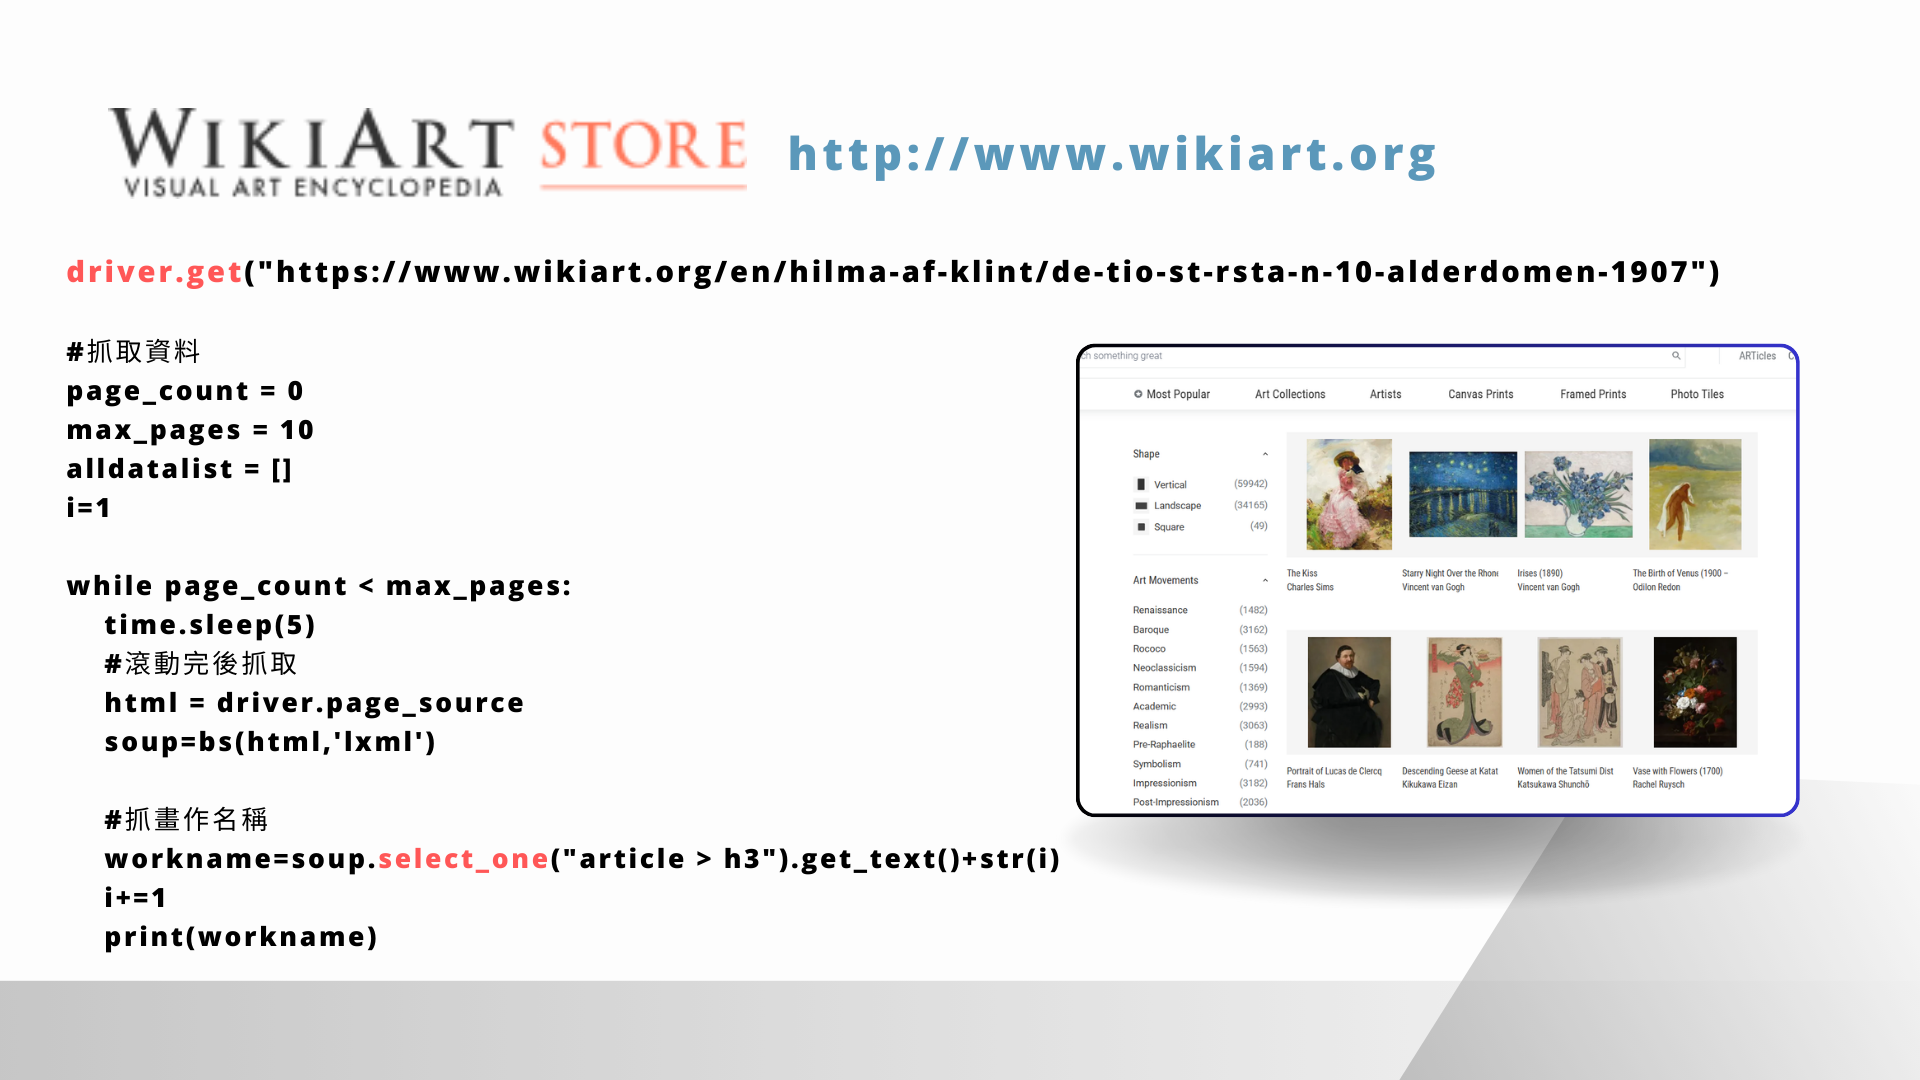 WIKIART STORE
VISUAL ART ENCYCLOPEDIA
http://www.wikiart.org
driver.get("https://www.wikiart.org/en/hilma-af-klint/de-tio-st-rsta-n-10-alderdomen-1907")
#抓取資料
page_count = 0
max_pages = 10
alldatalist = []
i=1
while page_count < max_pages:
time.sleep(5)
#滾動完後抓取
html = driver.page_source
soup=bs(html,'lxml')
#抓畫作名稱
workname=soup.select_one("article > h3").get_text()+str(i)
i+=1
print(workname)
ch something great
ARTicles
Most Popular Art Collections Artists Canvas Prints Framed Prints Photo Tiles
Shape
Vertical (59942)
Landscape (34165)
Square (49)
Art Movements
Renaissance (1482)
Baroque (3162)
Rococo (1563)
Neoclassicism (1594)
Romanticism (1369)
Academic (2993)
Realism (3063)
Pre-Raphaelite (188)
Symbolism (741)
Impressionism (3182)
Post-Impressionism (2036)
The Kiss
Charles Sims
Starry Night Over the Rhone
Vincent van Gogh
Irises (1890)
Vincent van Gogh
The Birth of Venus (1900 –
Odilon Redon
Portrait of Lucas de Clercq
Frans Hals
Descending Geese at Katat
Kikukawa Eizan
Women of the Tatsumi Dist
Katsukawa Shunchō
Vase with Flowers (1700)
Rachel Ruysch